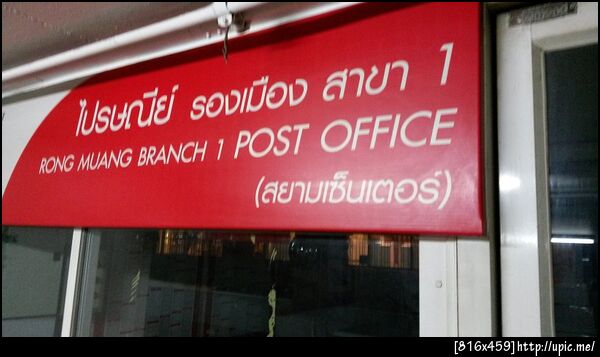 ไปรษณีย์ รองเมือง สาขา 1
RONG MUANG BRANCH 1 POST OFFICE
(สยามเซ็นเตอร์)
[816x459]http://upic.me/